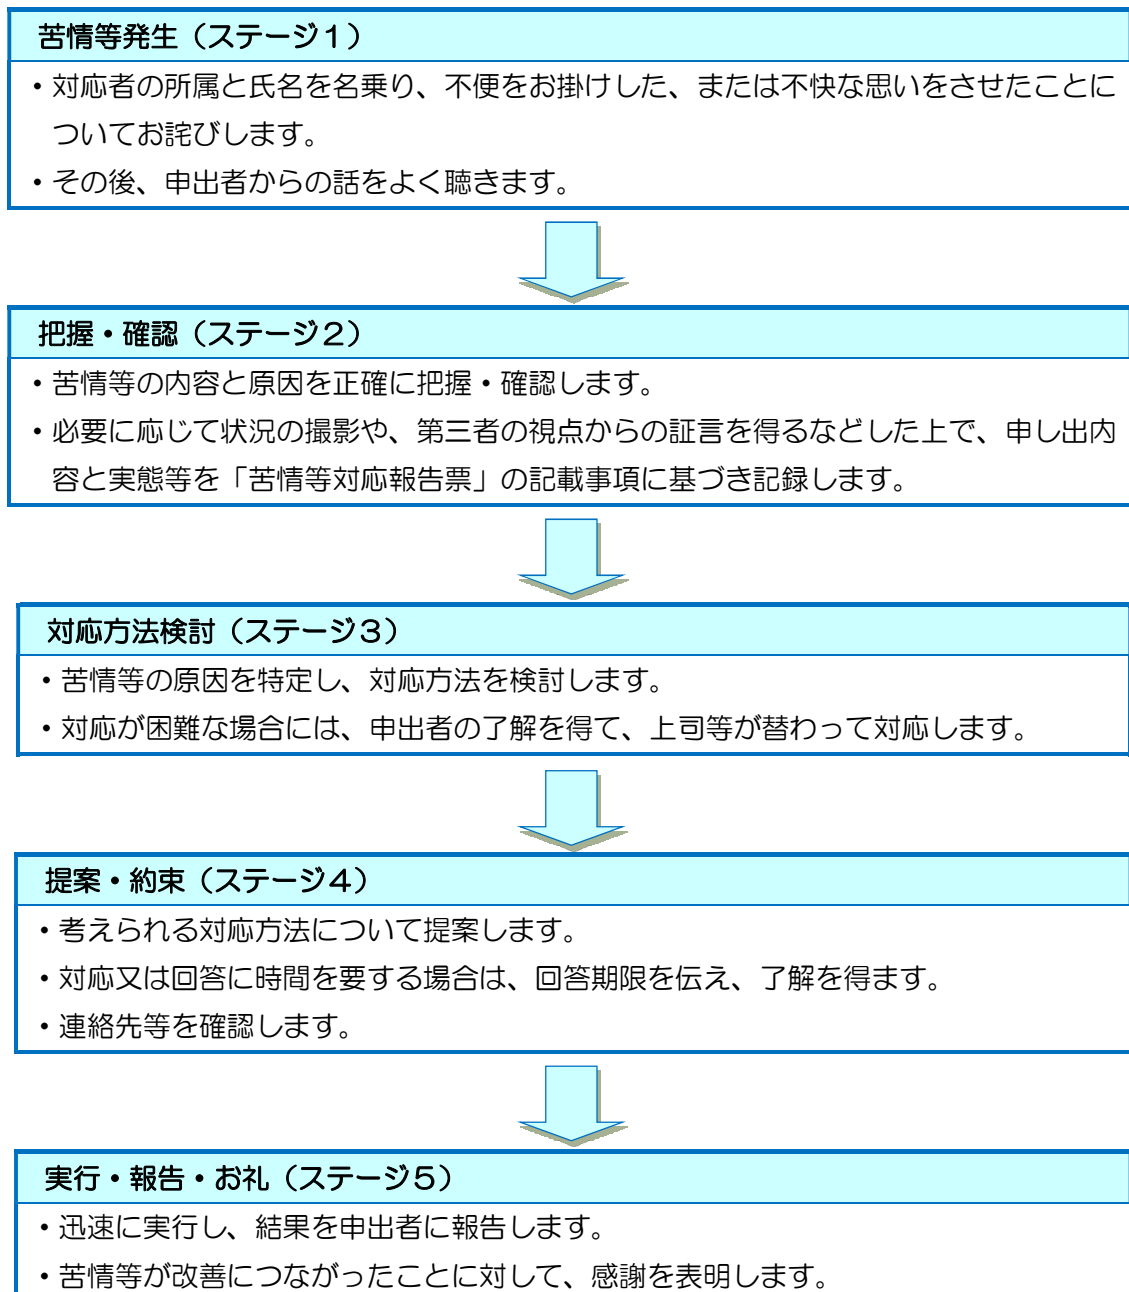 苦情等発生（ステージ１）
・対応者の所属と氏名を名乗り、不便をお掛けした、または不快な思いをさせたことに
ついてお詫びします。
・その後、申出者からの話をよく聴きます。
把握・確認（ステージ２）
・苦情等の内容と原因を正確に把握・確認します。
・必要に応じて状況の撮影や、第三者の視点からの証言を得るなどした上で、申し出内
容と実態等を「苦情等対応報告票」の記載事項に基づき記録します。
対応方法検討（ステージ３）
・苦情等の原因を特定し、対応方法を検討します。
・対応が困難な場合には、申出者の了解を得て、上司等が替わって対応します。
提案・約束（ステージ４）
・考えられる対応方法について提案します。
・対応又は回答に時間を要する場合は、回答期限を伝え、了解を得ます。
・連絡先等を確認します。
実行・報告・お礼（ステージ５）
・迅速に実行し、結果を申出者に報告します。
・苦情等が改善につながったことに対して、感謝を表明します。